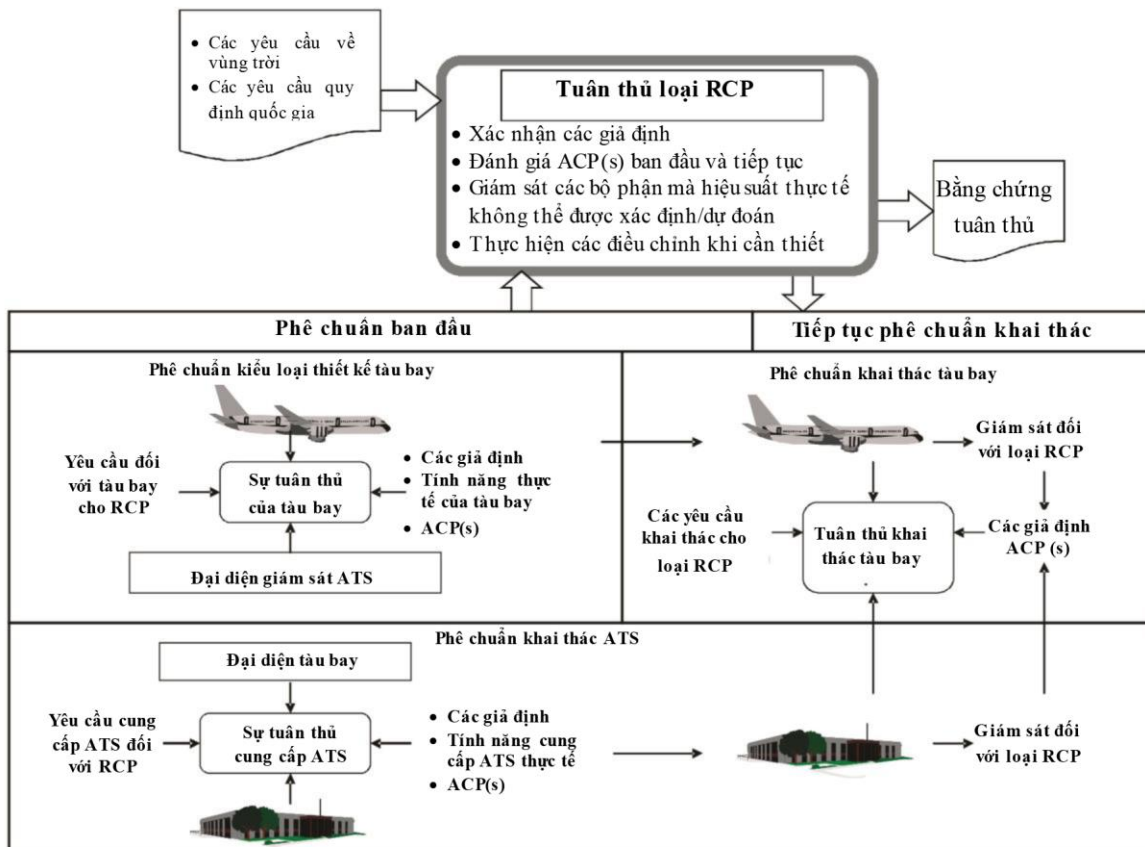 • Các yêu cầu về
vùng trời
• Các yêu cầu quy
định quốc gia
Tuân thủ loại RCP
• Xác nhận các giả định
• Đánh giá ACP(s) ban đầu và tiếp tục
• Giám sát các bộ phận mà hiệu suất thực tế
không thể được xác định/dự đoán
• Thực hiện các điều chỉnh khi cần thiết
Bằng chứng
tuân thủ
Phê chuẩn ban đầu
Tiếp tục phê chuẩn khai thác
Phê chuẩn kiểu loại thiết kế tàu bay
Yêu cầu đối
với tàu bay
cho RCP
Sự tuân thủ
của tàu bay
• Các giả định
• Tính năng thực
tế của tàu bay
• ACP(s)
Đại diện giám sát ATS
Phê chuẩn khai thác tàu bay
Giám sát đối
với loại RCP
Các yêu cầu
khai thác cho
loại RCP
Tuân thủ khai
thác tàu bay
Các giả định
ACP (s)
Phê chuẩn khai thác ATS
Đại diện tàu bay
Yêu cầu cung
cấp ATS đối
với RCP
Sự tuân thủ
cung cấp ATS
• Các giả định
• Tính năng cung
cấp ATS thực tế
• ACP(s)
Giám sát đối
với loại RCP